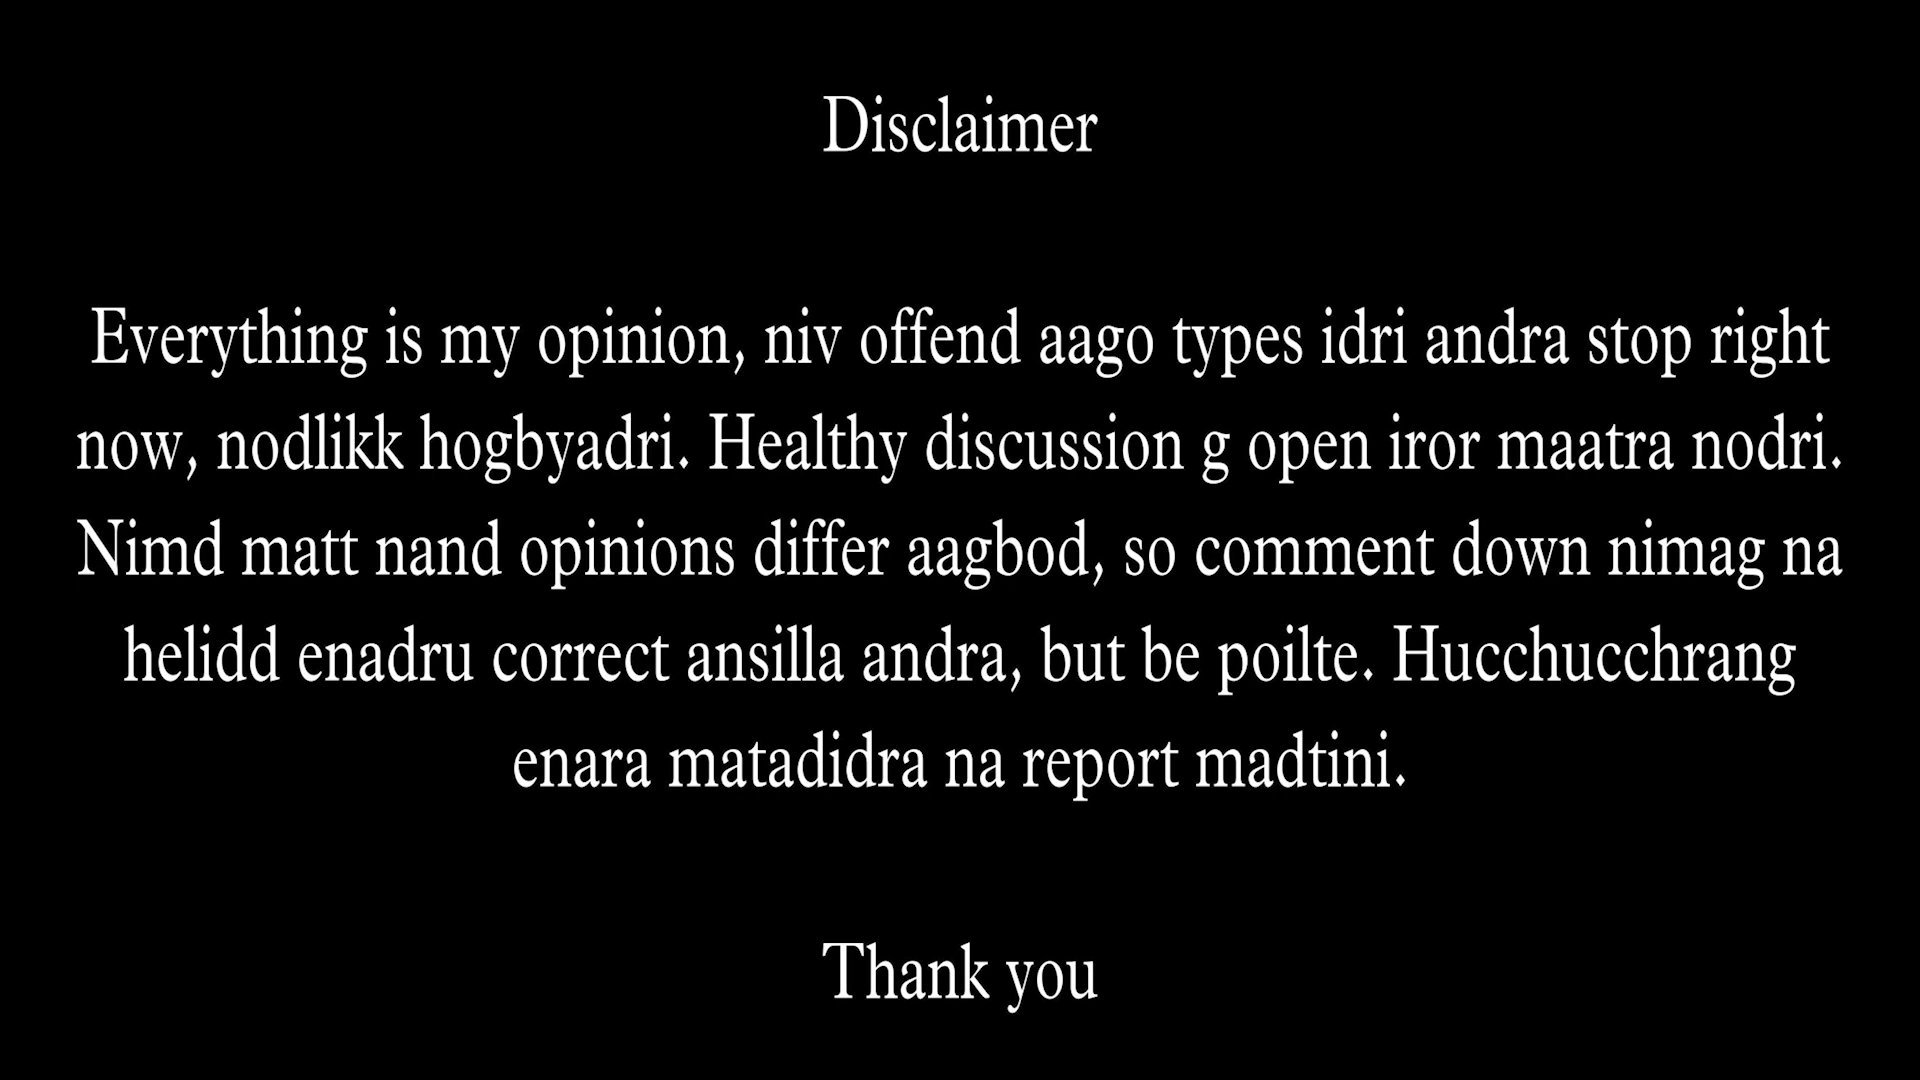 Disclaimer
Everything is my opinion, niv offend aago types idri andra stop right
now, nodlikk hogbyadri. Healthy discussion g open iror maatra nodri.
Nimd matt nand opinions differ aagbod, so comment down nimag na
helidd enadru correct ansilla andra, but be poilte. Hucchucchrang
enara matadidra na report madtini.
Thank you